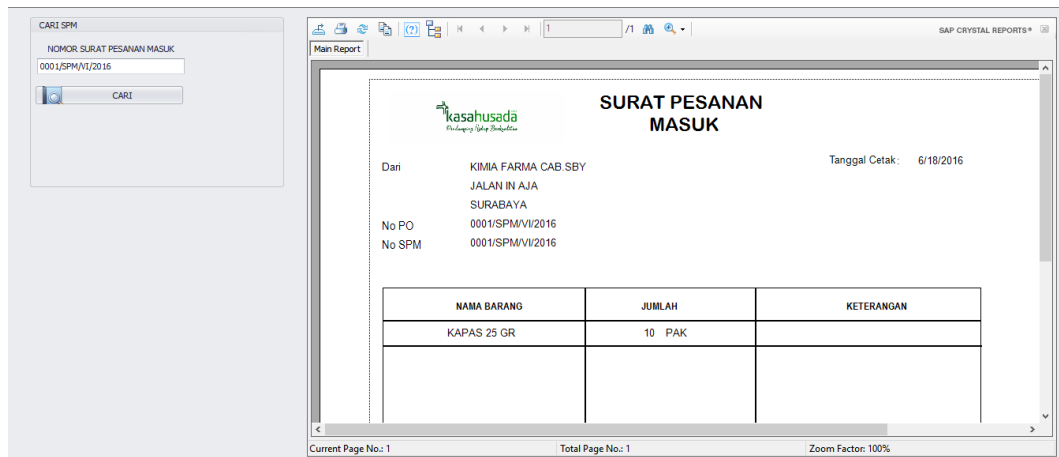 CARI SPM
NOMOR SURAT PESANAN MASUK
0001/SPM/VI/2016
CARI
1 /1
SAP CRYSTAL REPORTS®
Main Report
kasahusada
SURAT PESANAN
MASUK
Dari KIMIA FARMA CAB.SBY
Tanggal Cetak: 6/18/2016
JALAN IN AJA
SURABAYA
No PO 0001/SPM/VI/2016
No SPM 0001/SPM/VI/2016
NAMA BARANG JUMLAH KETERANGAN
KAPAS 25 GR 10 PAK
Current Page No.: 1 Total Page No.: 1 Zoom Factor: 100%